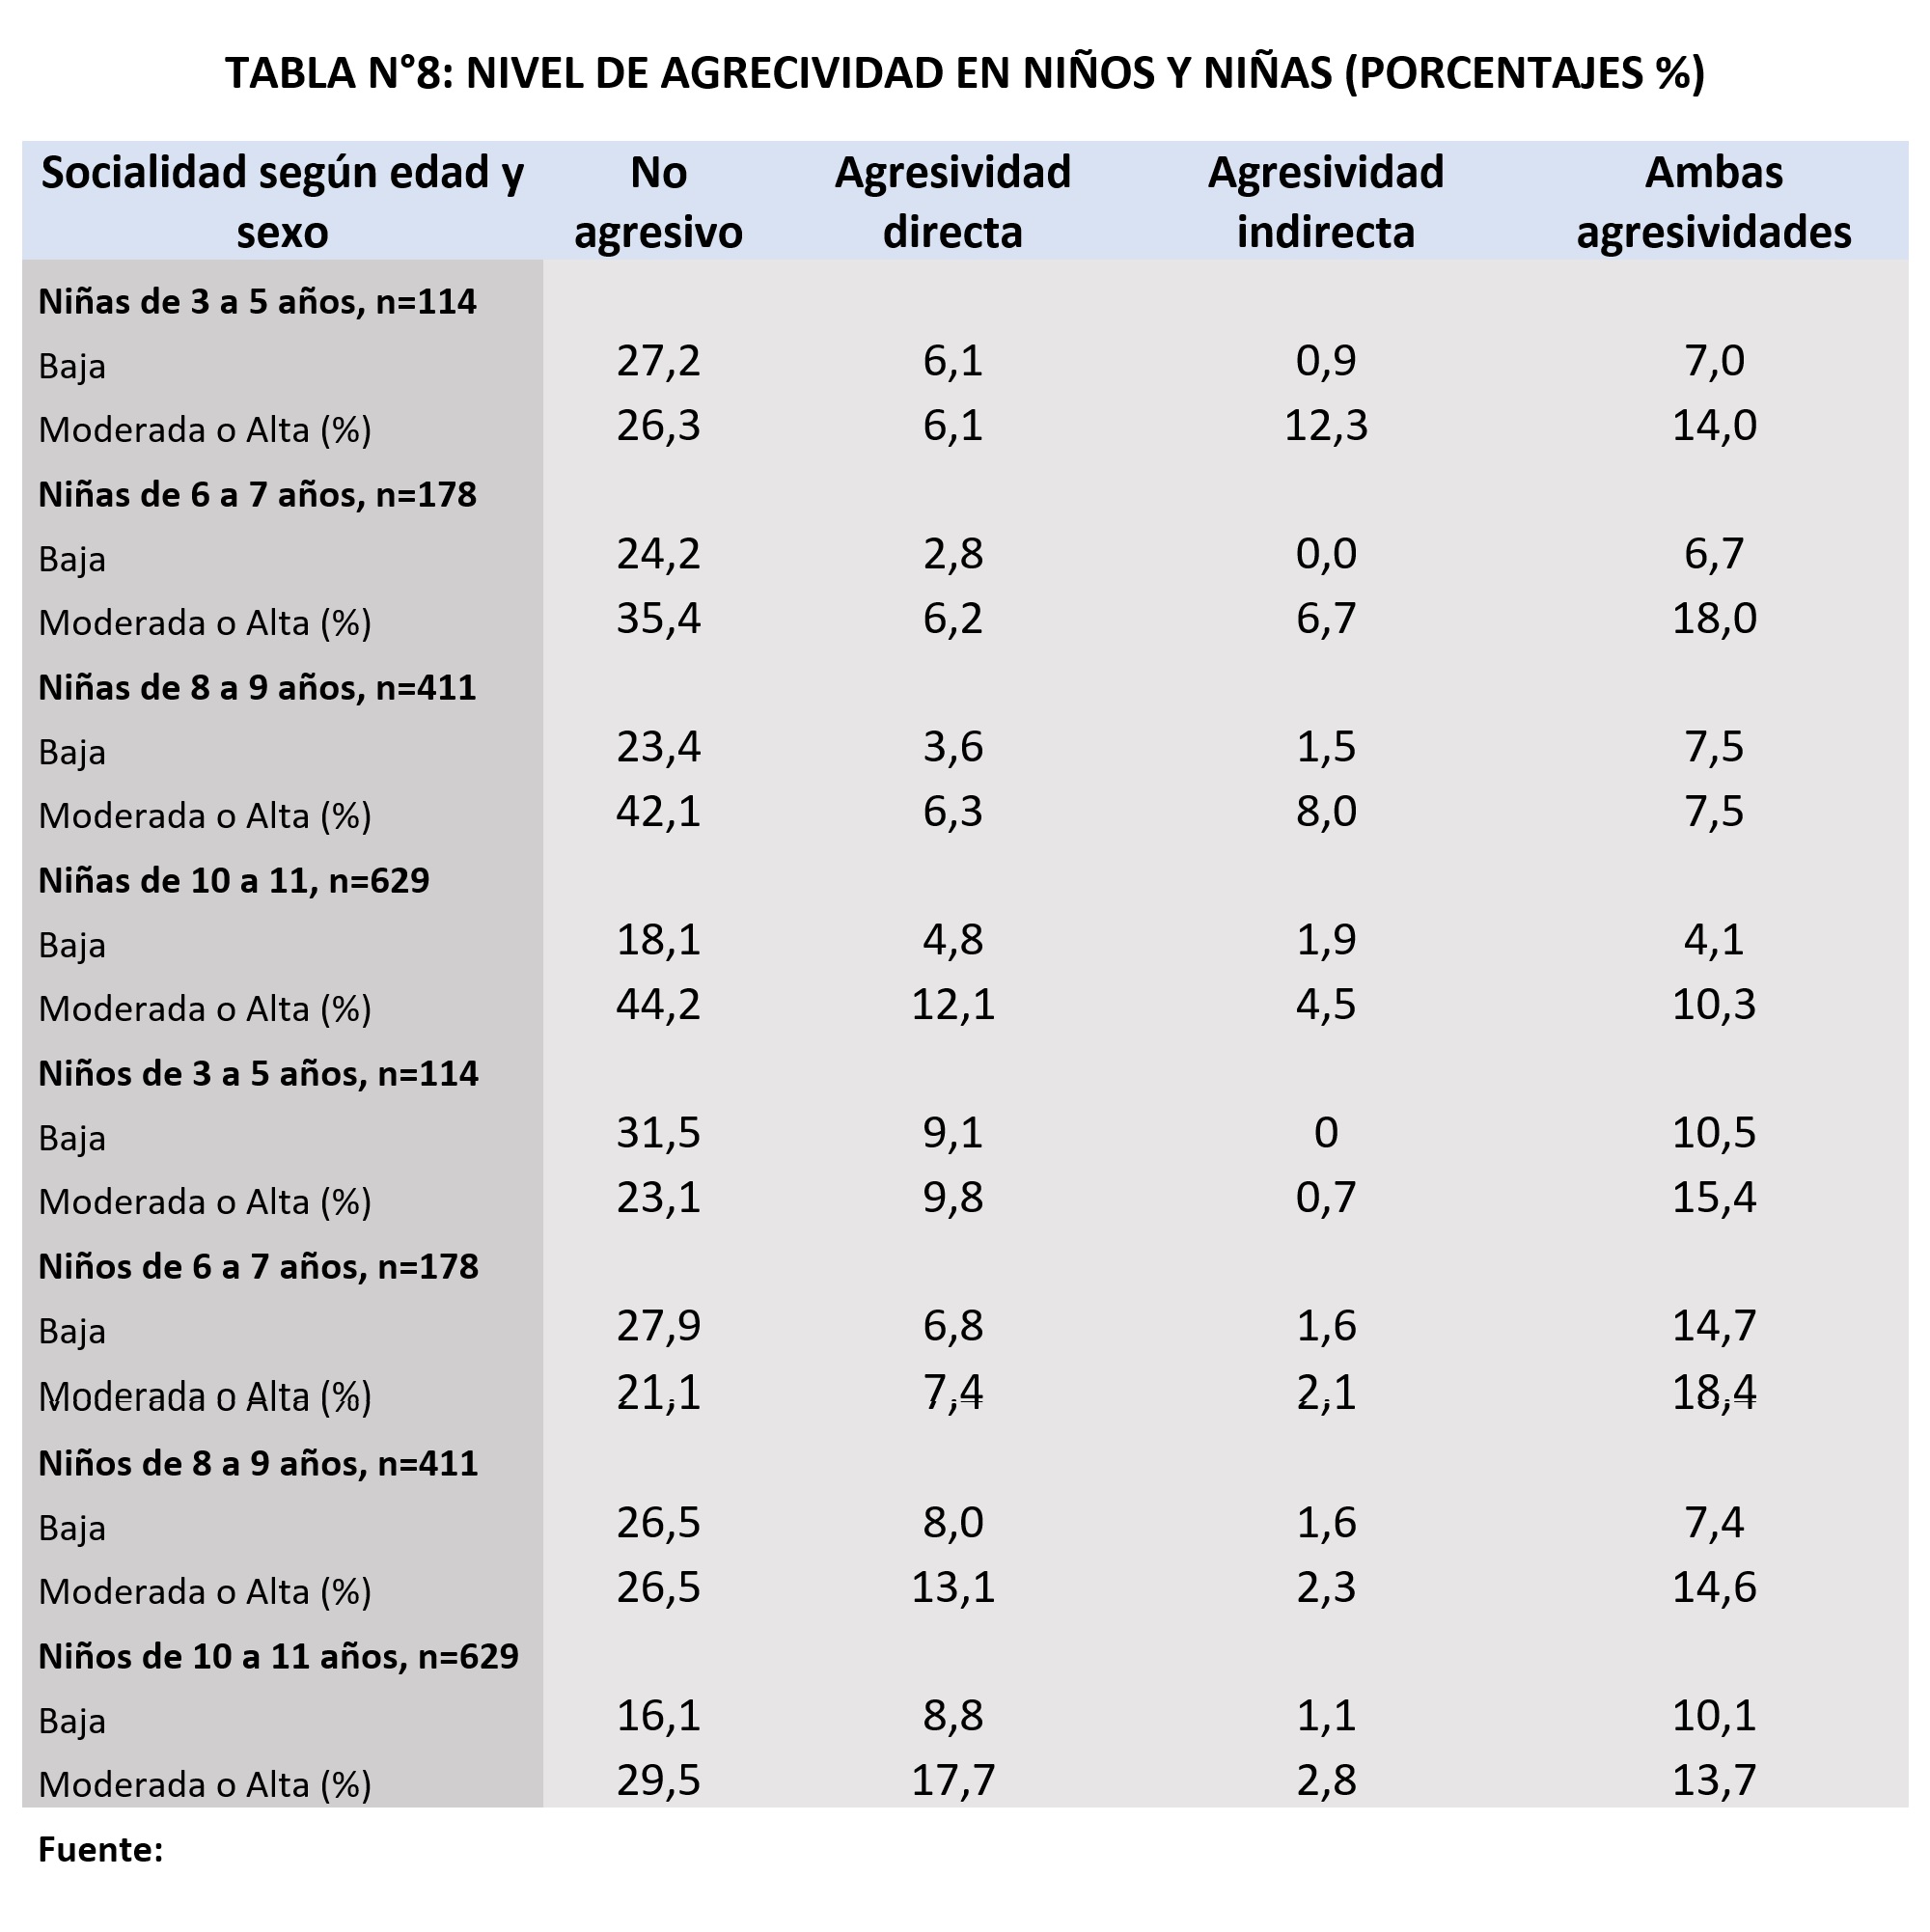 TABLA N°8: NIVEL DE AGRECIVIDAD EN NIÑOS Y NIÑAS (PORCENTAJES %)
Socialidad según edad y sexo No agresivo Agresividad directa Agresividad indirecta Ambas agresividades
Niñas de 3 a 5 años, n=114
Baja 27,2 6,1 0,9 7,0
Moderada o Alta (%) 26,3 6,1 12,3 14,0
Niñas de 6 a 7 años, n=178
Baja 24,2 2,8 0,0 6,7
Moderada o Alta (%) 35,4 6,2 6,7 18,0
Niñas de 8 a 9 años, n=411
Baja 23,4 3,6 1,5 7,5
Moderada o Alta (%) 42,1 6,3 8,0 7,5
Niñas de 10 a 11, n=629
Baja 18,1 4,8 1,9 4,1
Moderada o Alta (%) 44,2 12,1 4,5 10,3
Niños de 3 a 5 años, n=114
Baja 31,5 9,1 0 10,5
Moderada o Alta (%) 23,1 9,8 0,7 15,4
Niños de 6 a 7 años, n=178
Baja 27,9 6,8 1,6 14,7
Moderada o Alta (%) 21,1 7,4 2,1 18,4
Niños de 8 a 9 años, n=411
Baja 26,5 8,0 1,6 7,4
Moderada o Alta (%) 26,5 13,1 2,3 14,6
Niños de 10 a 11 años, n=629
Baja 16,1 8,8 1,1 10,1
Moderada o Alta (%) 29,5 17,7 2,8 13,7
Fuente: